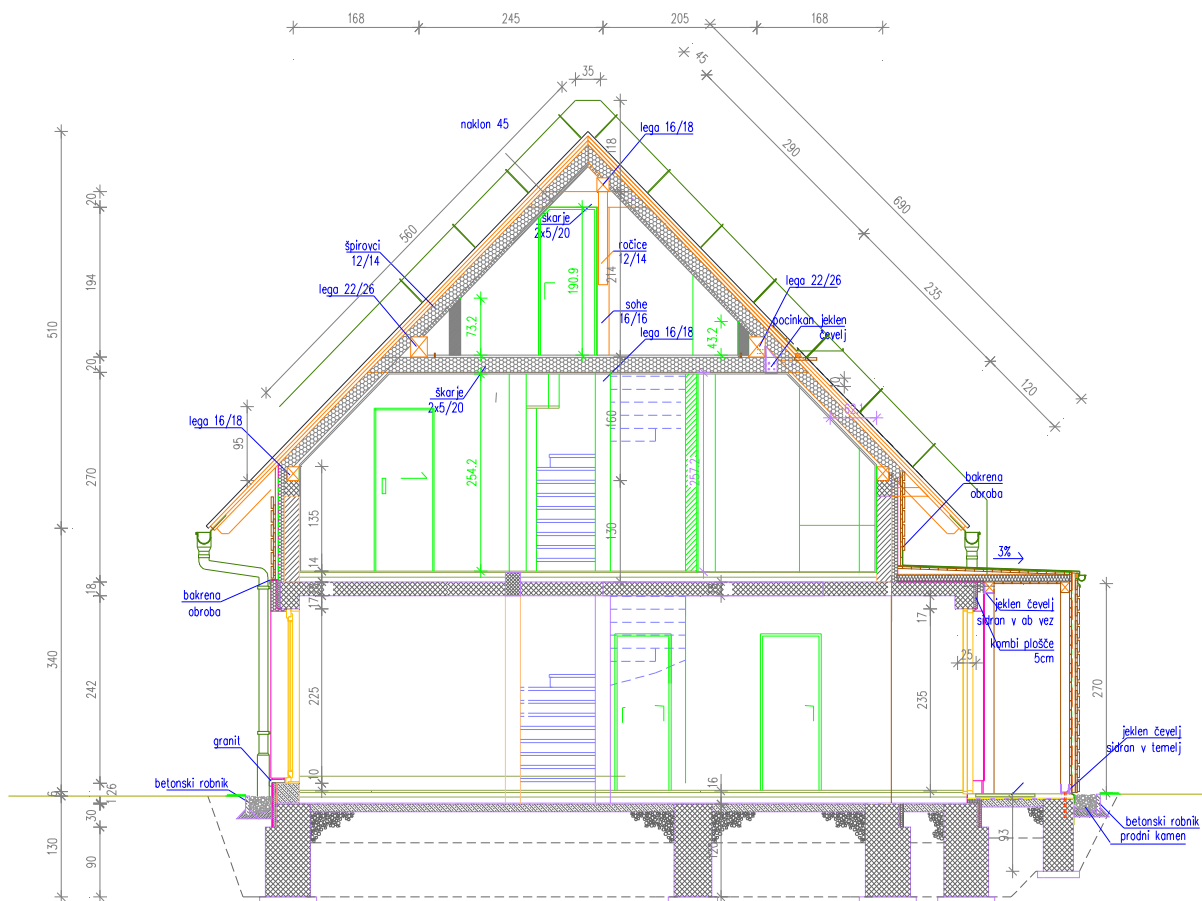 168
245
205
168
45
35
naklon 45
lega 16/18
118
290
690
560
20
škarje
2x5/20
špirovci
12/14
ročice
12/14
190.9
214
194
235
lega 22/26
lega 22/26
sohe
16/16
510
73.2
43.2
pocinkan jeklen
čevelj
lega 16/18
20
škarje
2x5/20
10
120
lega 16/18
95
160
270
254.2
257.2
bakrena
obroba
135
130
3%
14
18
17
bakrena
obroba
17
jeklen čevelj
sidran v ab vez
kombi plošče
5cm
25
340
242
225
235
270
granit
jeklen čevelj
sidran v temelj
betonski robnik
10
16
6
126
30
betonski robnik
prodni kamen
93
130
90
120